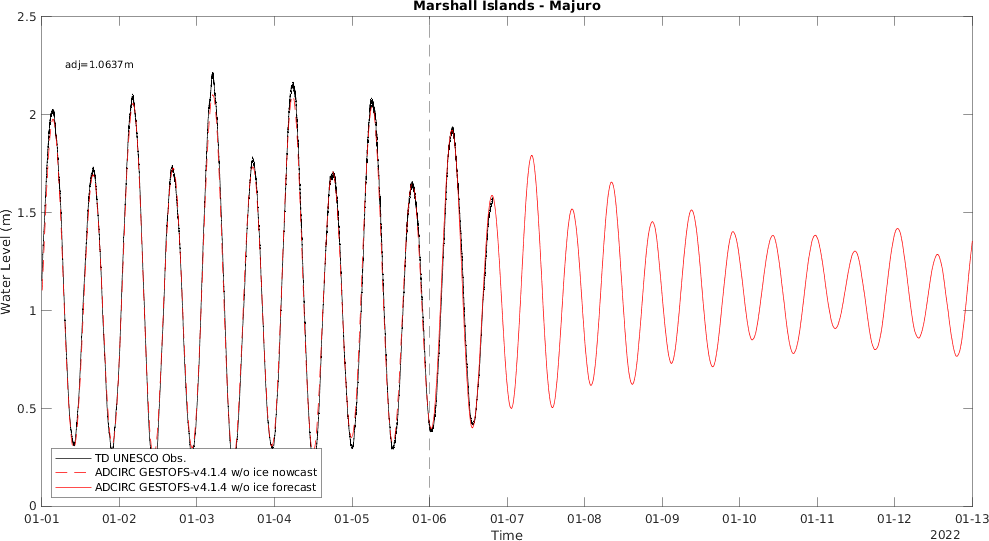 Marshall Islands - Majuro
2.5
2
1.5
1
0.5
0
Water Level (m)
adj=1.0637m
TD UNESCO Obs.
ADCIRC GESTOFS-v4.1.4 w/o ice nowcast
ADCIRC GESTOFS-v4.1.4 w/o ice forecast
01-01 01-02 01-03 01-04 01-05 01-06 01-07 01-08 01-09 01-10 01-11 01-12 01-13
Time
2022